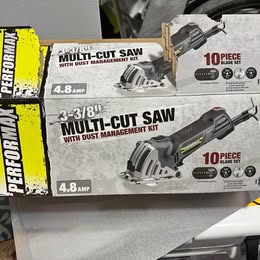 PERFORMAX
3-3/8"
MULTI-CUT SAW
WITH DUST MANAGEMENT KIT
4.8 AMP
10 PIECE
BLADE SET
PERFORMAX
3-3/8"
MULTI-CUT SAW
WITH DUST MANAGEMENT KIT
4.8 AMP
10 PIECE
BLADE SET